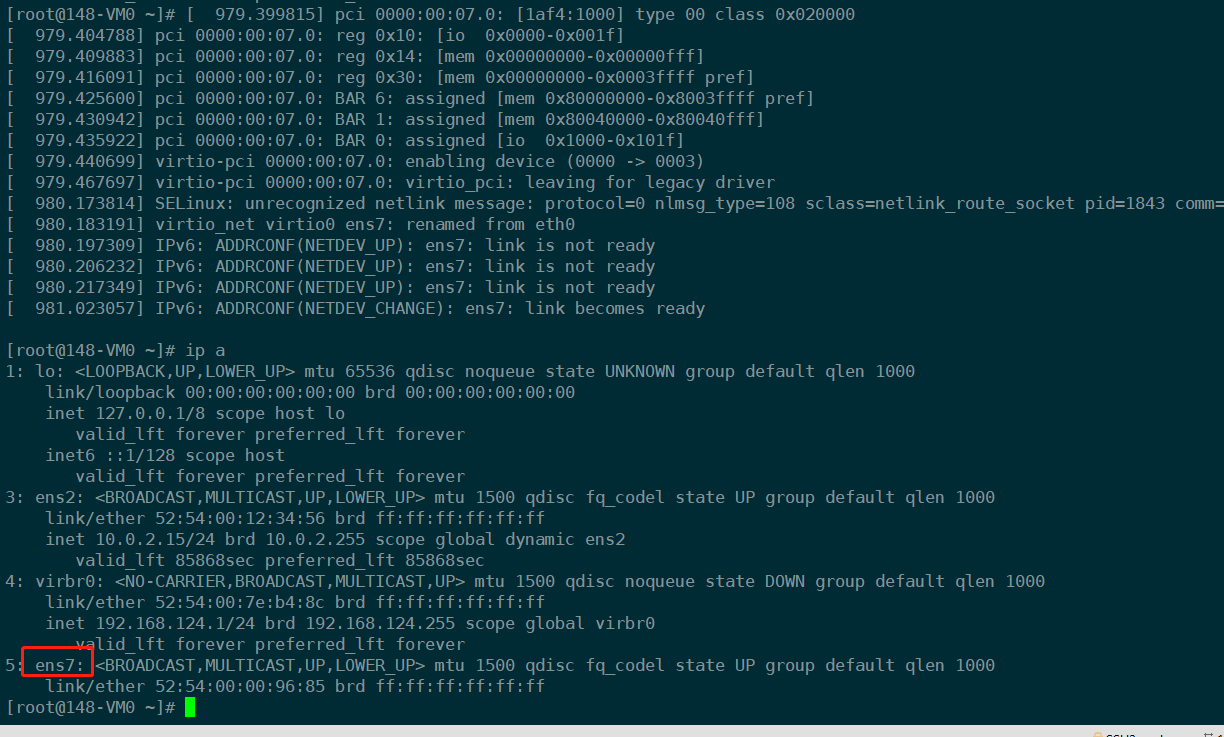 [root@148-VM0 ~]# [  979.399815] pci 0000:00:07.0: [1af4:1000] type 00 class 0x020000
[  979.404788] pci 0000:00:07.0: reg 0x10: [io  0x0000-0x001f]
[  979.409883] pci 0000:00:07.0: reg 0x14: [mem 0x00000000-0x00000fff]
[  979.416091] pci 0000:00:07.0: reg 0x30: [mem 0x00000000-0x0003ffff pref]
[  979.425600] pci 0000:00:07.0: BAR 6: assigned [mem 0x80000000-0x8003ffff pref]
[  979.430942] pci 0000:00:07.0: BAR 1: assigned [mem 0x80040000-0x80040fff]
[  979.435922] pci 0000:00:07.0: BAR 0: assigned [io  0x1000-0x101f]
[  979.440699] virtio-pci 0000:00:07.0: enabling device (0000 -> 0003)
[  979.467697] virtio-pci 0000:00:07.0: virtio_pci: leaving for legacy driver
[  980.173814] SELinux: unrecognized netlink message: protocol=0 nlmsg_type=108 sclass=netlink_route_socket pid=1843 comm=
[  980.183191] virtio_net virtio0 ens7: renamed from eth0
[  980.197309] IPv6: ADDRCONF(NETDEV_UP): ens7: link is not ready
[  980.206232] IPv6: ADDRCONF(NETDEV_UP): ens7: link is not ready
[  980.217349] IPv6: ADDRCONF(NETDEV_UP): ens7: link is not ready
[  981.023057] IPv6: ADDRCONF(NETDEV_CHANGE): ens7: link becomes ready
[root@148-VM0 ~]# ip a
1: lo: <LOOPBACK,UP,LOWER_UP> mtu 65536 qdisc noqueue state UNKNOWN group default qlen 1000
    link/loopback 00:00:00:00:00:00 brd 00:00:00:00:00:00
    inet 127.0.0.1/8 scope host lo
       valid_lft forever preferred_lft forever
    inet6 ::1/128 scope host
       valid_lft forever preferred_lft forever
3: ens2: <BROADCAST,MULTICAST,UP,LOWER_UP> mtu 1500 qdisc fq_codel state UP group default qlen 1000
    link/ether 52:54:00:12:34:56 brd ff:ff:ff:ff:ff:ff
    inet 10.0.2.15/24 brd 10.0.2.255 scope global dynamic ens2
       valid_lft 85868sec preferred_lft 85868sec
4: virbr0: <NO-CARRIER,BROADCAST,MULTICAST,UP> mtu 1500 qdisc noqueue state DOWN group default qlen 1000
    link/ether 52:54:00:7e:b4:8c brd ff:ff:ff:ff:ff:ff
    inet 192.168.124.1/24 brd 192.168.124.255 scope global virbr0
       valid_lft forever preferred_lft forever
5: ens7: <BROADCAST,MULTICAST,UP,LOWER_UP> mtu 1500 qdisc fq_codel state UP group default qlen 1000
    link/ether 52:54:00:00:96:85 brd ff:ff:ff:ff:ff:ff
[root@148-VM0 ~]#